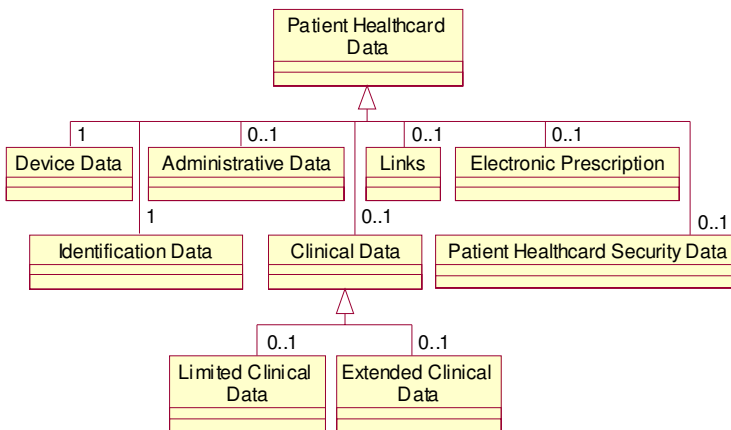 Patient Healthcard
Data
1
0..1
0..1
0..1
Device Data
Administrative Data
Links
Electronic Prescription
1
0..1
0..1
Identification Data
Clinical Data
Patient Healthcard Security Data
0..1
0..1
Limited Clinical
Data
Extended Clinical
Data